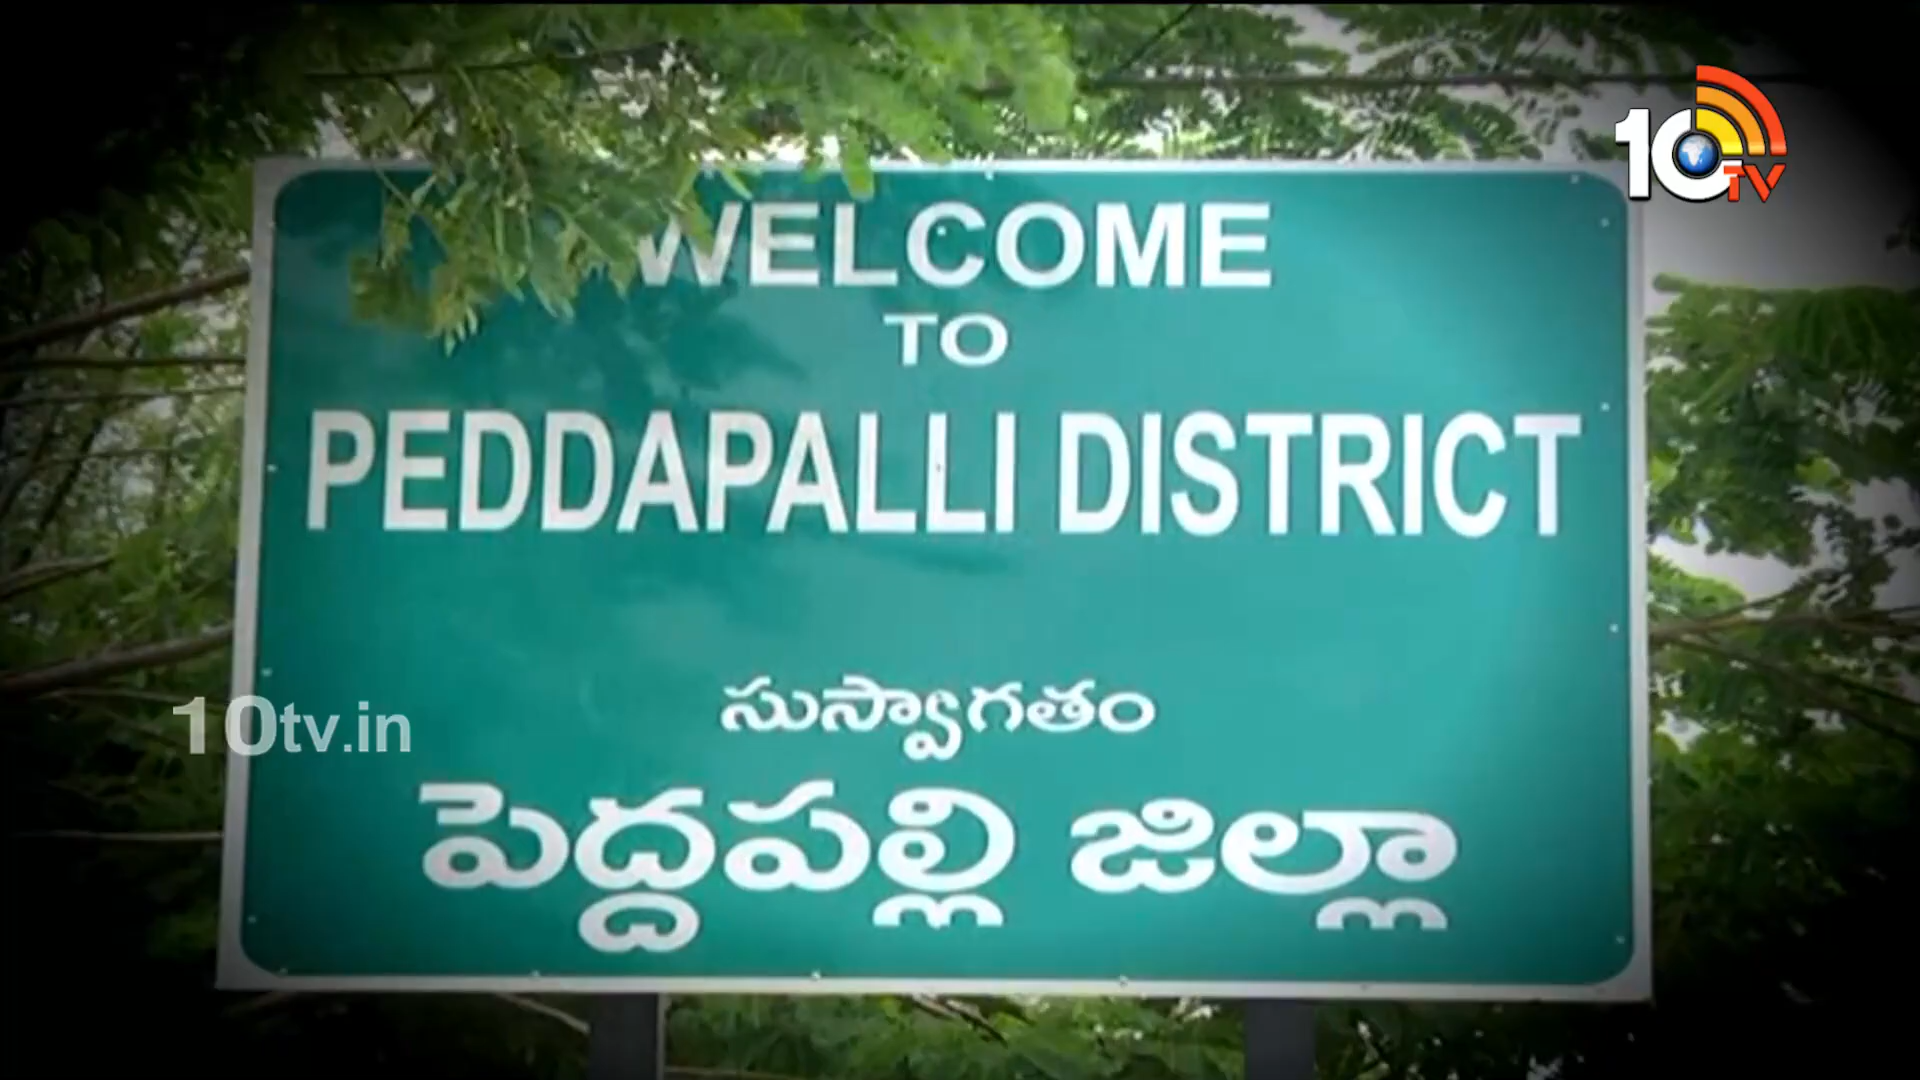 10TV
WELCOME
TO
PEDDAPALLI DISTRICT
సుస్వాగతం
10tv.in
పెద్దపల్లి జిల్లా